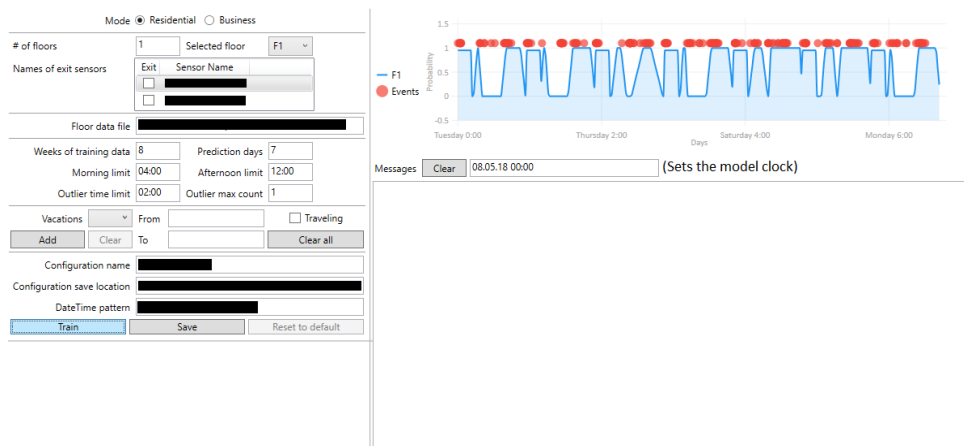 Mode Residential Business
# of floors 1 Selected floor F1
Names of exit sensors Exit Sensor Name
Floor data file
Weeks of training data 8 Prediction days 7
Morning limit 04:00 Afternoon limit 12:00
Outlier time limit 02:00 Outlier max count 1
Vacations From Traveling
Add Clear To Clear all
Configuration name
Configuration save location
DateTime pattern
Train Save Reset to default
F1
Events
Probability
1.5
1
0.5
0
-0.5
Tuesday 0:00 Thursday 2:00 Saturday 4:00 Monday 6:00
Days
Messages Clear 08.05.18 00:00 (Sets the model clock)